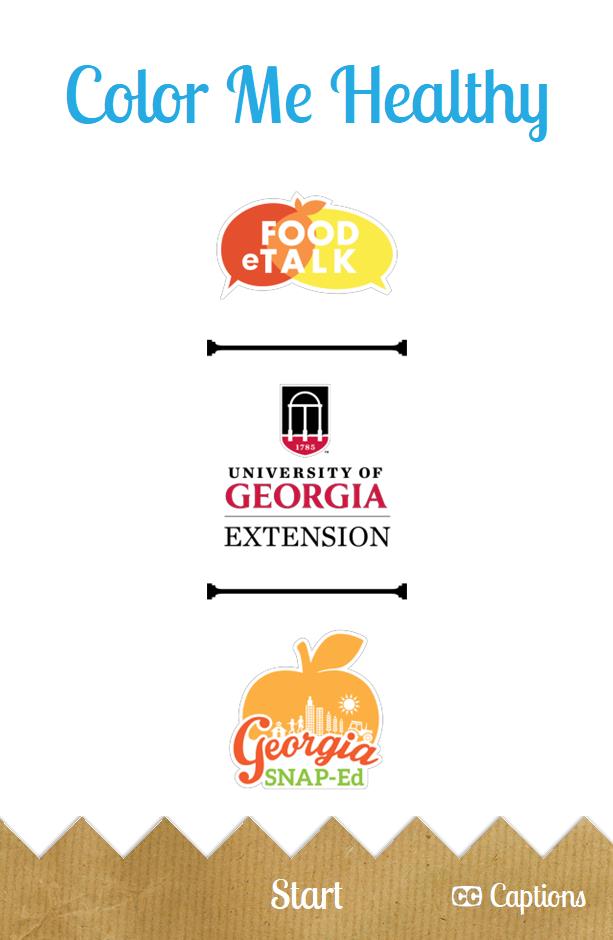 Color Me Healthy
FOOD
eTALK
1785
UNIVERSITY OF
GEORGIA
EXTENSION
Georgia
SNAP-Ed
Start
CC Captions